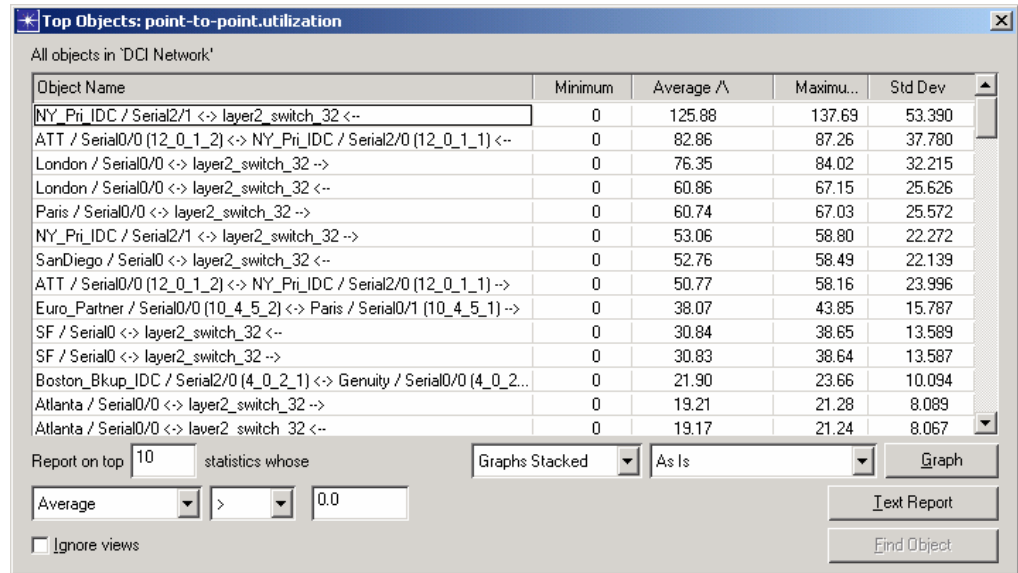 Top Objects: point-to-point.utilization
All objects in `DCI Network'
Object Name Minimum Average /\ Maximu... Std Dev
NY_Pri_IDC / Serial2/1 <-> layer2_switch_32 <-- 0 125.88 137.69 53.390
ATT / Serial0/0 (12_0_1_2) <-> NY_Pri_IDC / Serial2/0 (12_0_1_1) <-- 0 82.86 87.26 37.780
London / Serial0/0 <-> layer2_switch_32 --> 0 76.35 84.02 32.215
London / Serial0/0 <-> layer2_switch_32 <-- 0 60.86 67.15 25.626
Paris / Serial0/0 <-> layer2_switch_32 --> 0 60.74 67.03 25.572
NY_Pri_IDC / Serial2/1 <-> layer2_switch_32 --> 0 53.06 58.80 22.272
SanDiego / Serial0 <-> layer2_switch_32 <-- 0 52.76 58.49 22.139
ATT / Serial0/0 (12_0_1_2) <-> NY_Pri_IDC / Serial2/0 (12_0_1_1) --> 0 50.77 58.16 23.996
Euro_Partner / Serial0/0 (10_4_5_2) <-> Paris / Serial0/1 (10_4_5_1) --> 0 38.07 43.85 15.787
SF / Serial0 <-> layer2_switch_32 <-- 0 30.84 38.65 13.589
SF / Serial0 <-> layer2_switch_32 --> 0 30.83 38.64 13.587
Boston_Bkup_IDC / Serial2/0 (4_0_2_1) <-> Genuity / Serial0/0 (4_0_2... 0 21.90 23.66 10.094
Atlanta / Serial0/0 <-> layer2_switch_32 --> 0 19.21 21.28 8.089
Atlanta / Serial0/0 <-> layer2_switch_32 <-- 0 19.17 21.24 8.067
Report on top 10 statistics whose Graphs Stacked As Is Graph
Average > 0.0 Text Report
Ignore views Find Object